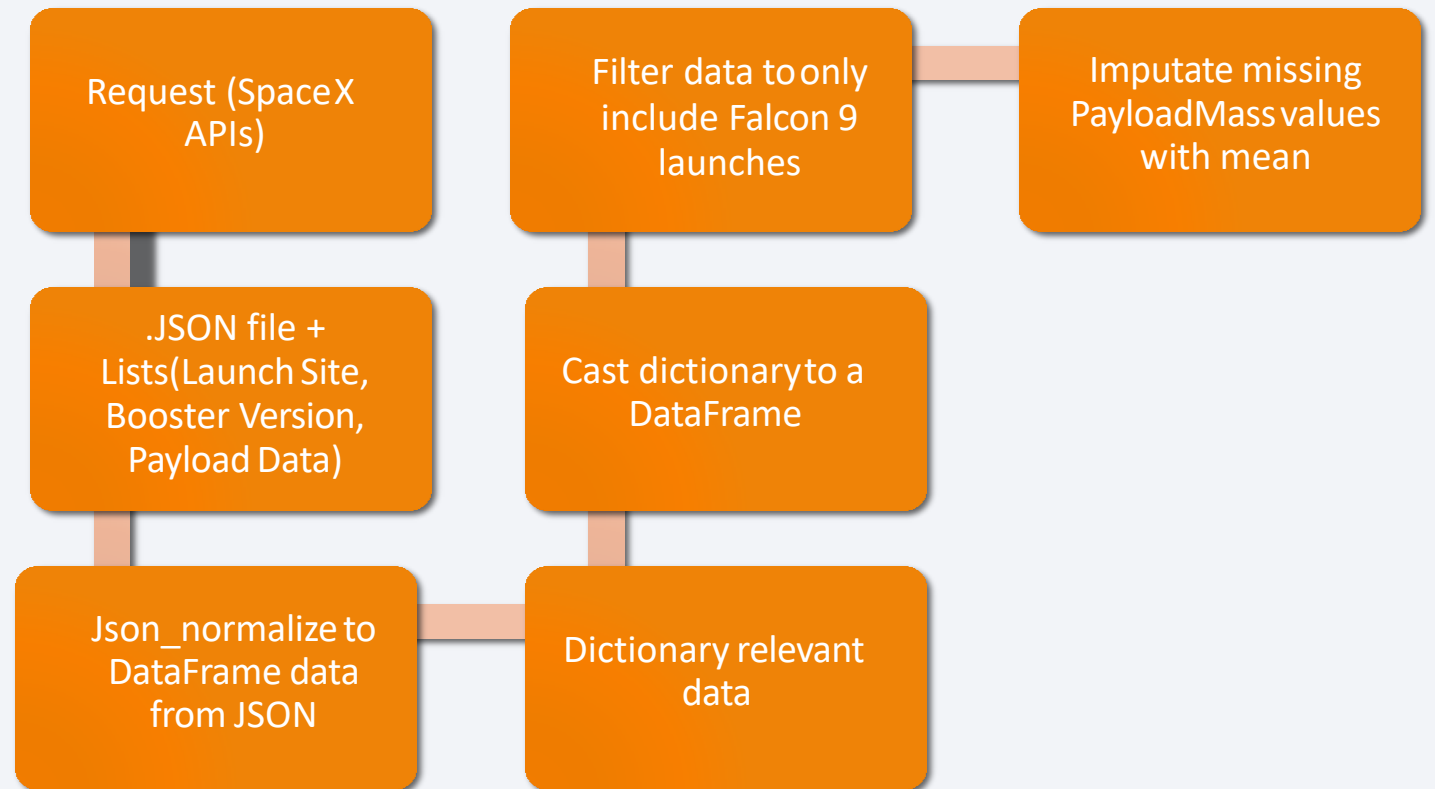 Request (SpaceX
APIs)
.JSON file +
Lists(Launch Site,
Booster Version,
Payload Data)
Json_normalize to
DataFrame data
from JSON
Dictionary relevant
data
Cast dictionary to a
DataFrame
Filter data to only
include Falcon 9
launches
Imputate missing
PayloadMass values
with mean